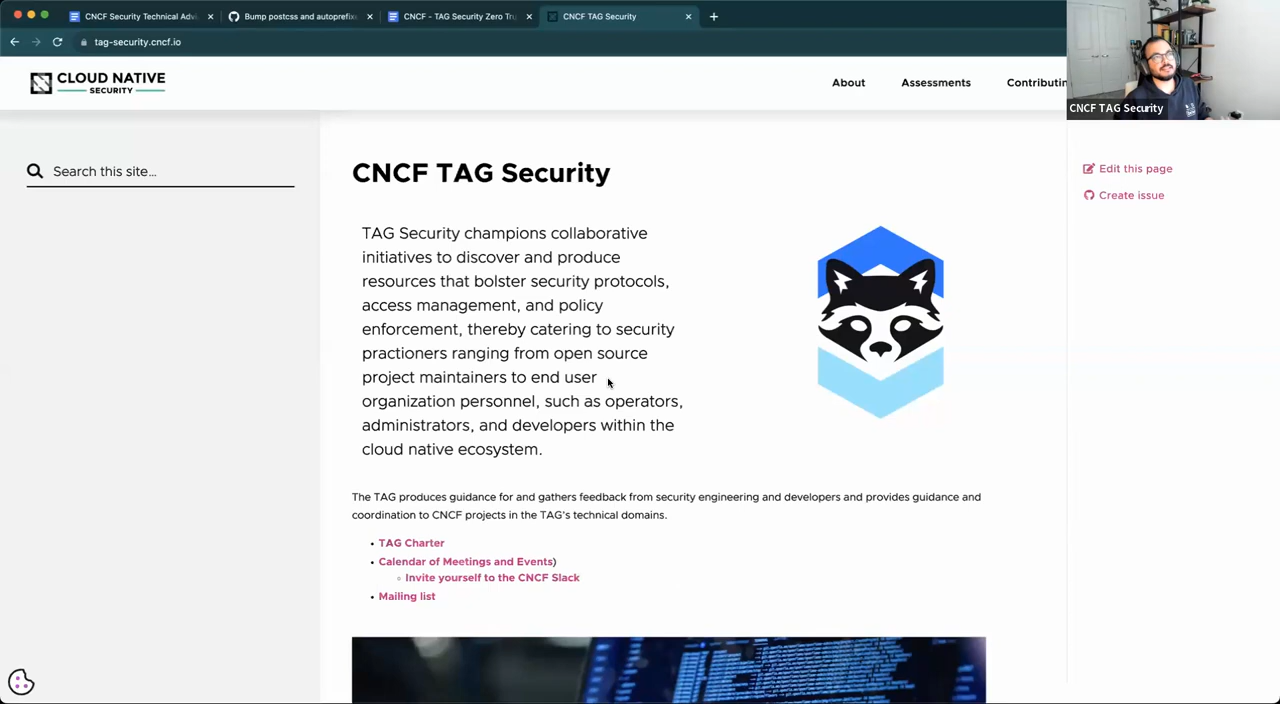 CNCF Security Technical Advi
Bump postcss and autoprefix
CNCF - TAG Security Zero Tru
CNCF TAG Security
tag-security.cncf.io
CLOUD NATIVE
SECURITY
About
Assessments
Contributin
CNCF TAG Security
Search this site...
CNCF TAG Security
Edit this page
Create issue
TAG Security champions collaborative
initiatives to discover and produce
resources that bolster security protocols,
access management, and policy
enforcement, thereby catering to security
practioners ranging from open source
project maintainers to end user
organization personnel, such as operators,
administrators, and developers within the
cloud native ecosystem.
The TAG produces guidance for and gathers feedback from security engineering and developers and provides guidance and
coordination to CNCF projects in the TAG's technical domains.
• TAG Charter
• Calendar of Meetings and Events)
◦ Invite yourself to the CNCF Slack
• Mailing list